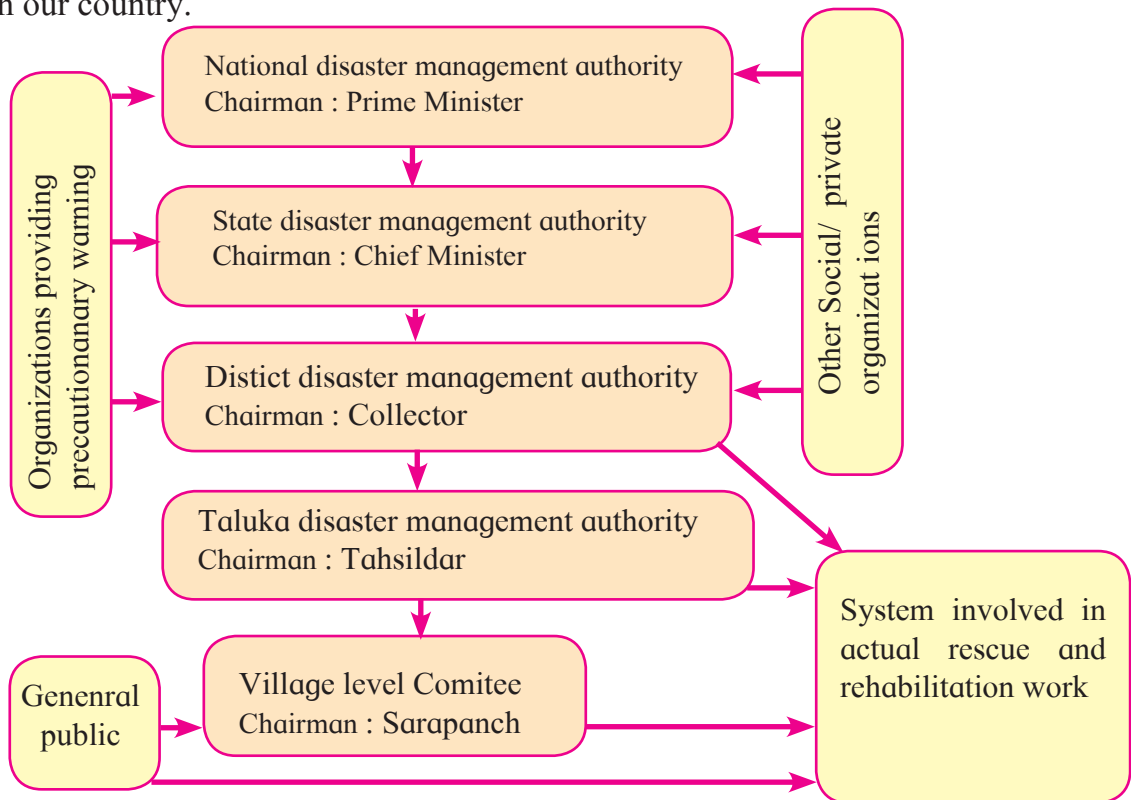 n our country.
National disaster management authority
Chairman : Prime Minister
Organizations providing
precautionanary warning
Other Social/ private
organizat ions
State disaster management authority
Chairman : Chief Minister
Distict disaster management authority
Chairman : Collector
Taluka disaster management authority
Chairman : Tahsildar
System involved in
actual rescue and
rehabilitation work
Village level Comitee
Chairman : Sarapanch
Genenral
public